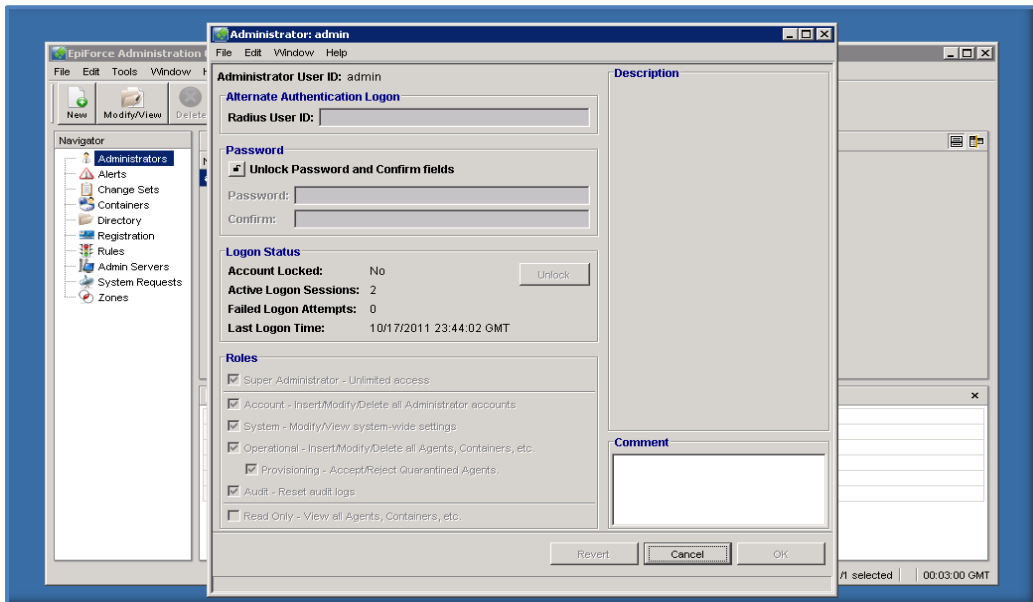 Administrator: admin
File Edit Window Help
EpiForce Administration
File Edit Tools Window
New Modify/View Delete
Navigator
Administrators
Alerts
Change Sets
Containers
Directory
Registration
Rules
Admin Servers
System Requests
Zones
Administrator User ID: admin
Alternate Authentication Logon
Radius User ID:
Password
Unlock Password and Confirm fields
Password:
Confirm:
Logon Status
Account Locked: No
Unlock
Active Logon Sessions: 2
Failed Logon Attempts: 0
Last Logon Time: 10/17/2011 23:44:02 GMT
Roles
Super Administrator - Unlimited access
Account - Insert/Modify/Delete all Administrator accounts
System - Modify/View system-wide settings
Operational - Insert/Modify/Delete all Agents, Containers, etc.
Provisioning - Accept/Reject Quarantined Agents.
Audit - Reset audit logs
Read Only - View all Agents, Containers, etc.
Description
Comment
Revert Cancel OK
/1 selected 00:03:00 GMT